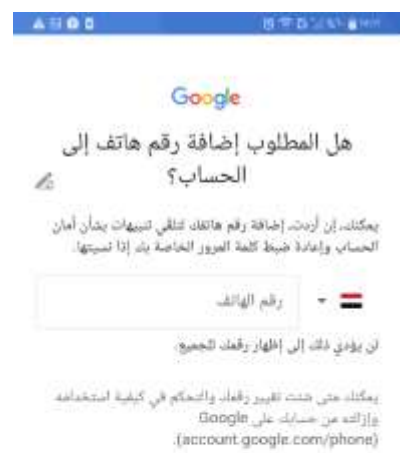 Google
هل المطلوب إضافة رقم هاتف إلى
الحساب؟
يمكنك، إن أردت، إضافة رقم هاتفك لتلقي تنبيهات بشأن أمان
الحساب وإعادة ضبط كلمة المرور الخاصة بك إذا نسيتها.
رقم الهاتف
لن يؤدي ذلك إلى إظهار رقمك للجميع.
يمكنك متى شئت تغيير رقمك والتحكم في كيفية استخدامه
وإزالته من حسابك على Google
(account.google.com/phone).